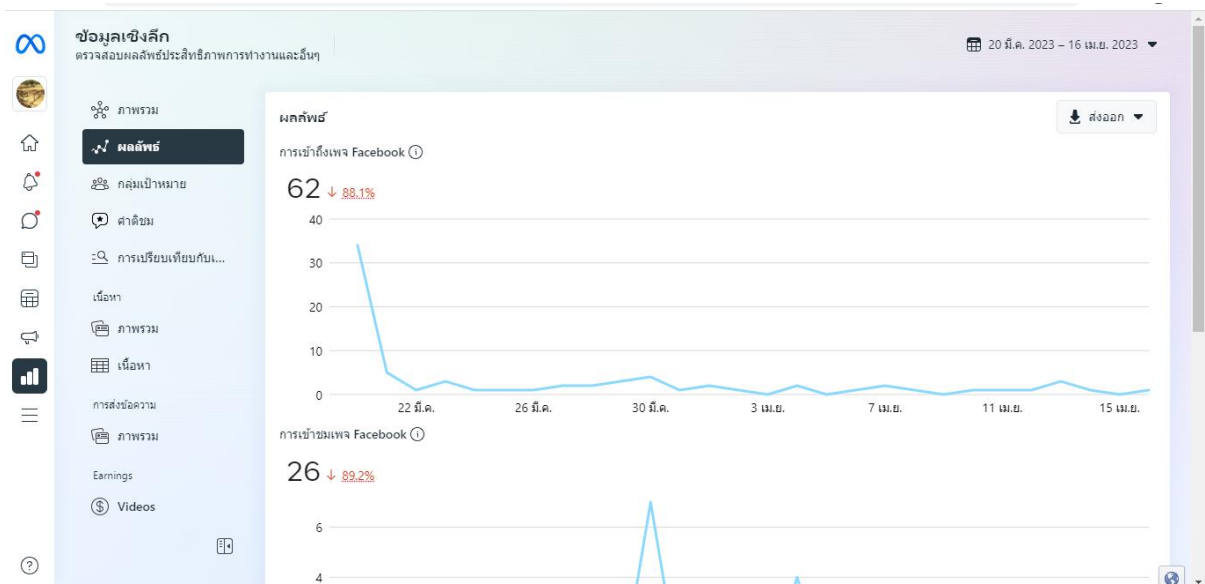 ข้อมูลเชิงลึก
ตรวจสอบผลลัพธ์ประสิทธิภาพการทำงานและอื่นๆ
20 มี.ค. 2023 – 16 เม.ย. 2023
ภาพรวม
ผลลัพธ์
กลุ่มเป้าหมาย
คำติชม
การเปรียบเทียบกับเ...
เนื้อหา
ภาพรวม
เนื้อหา
การส่งข้อความ
ภาพรวม
Earnings
Videos
ผลลัพธ์
ส่งออก
การเข้าถึงเพจ Facebook
62 ↓ 88.1%
40
30
20
10
0
22 มี.ค. 26 มี.ค. 30 มี.ค. 3 เม.ย. 7 เม.ย. 11 เม.ย. 15 เม.ย.
การเข้าชมเพจ Facebook
26 ↓ 89.2%
6
4